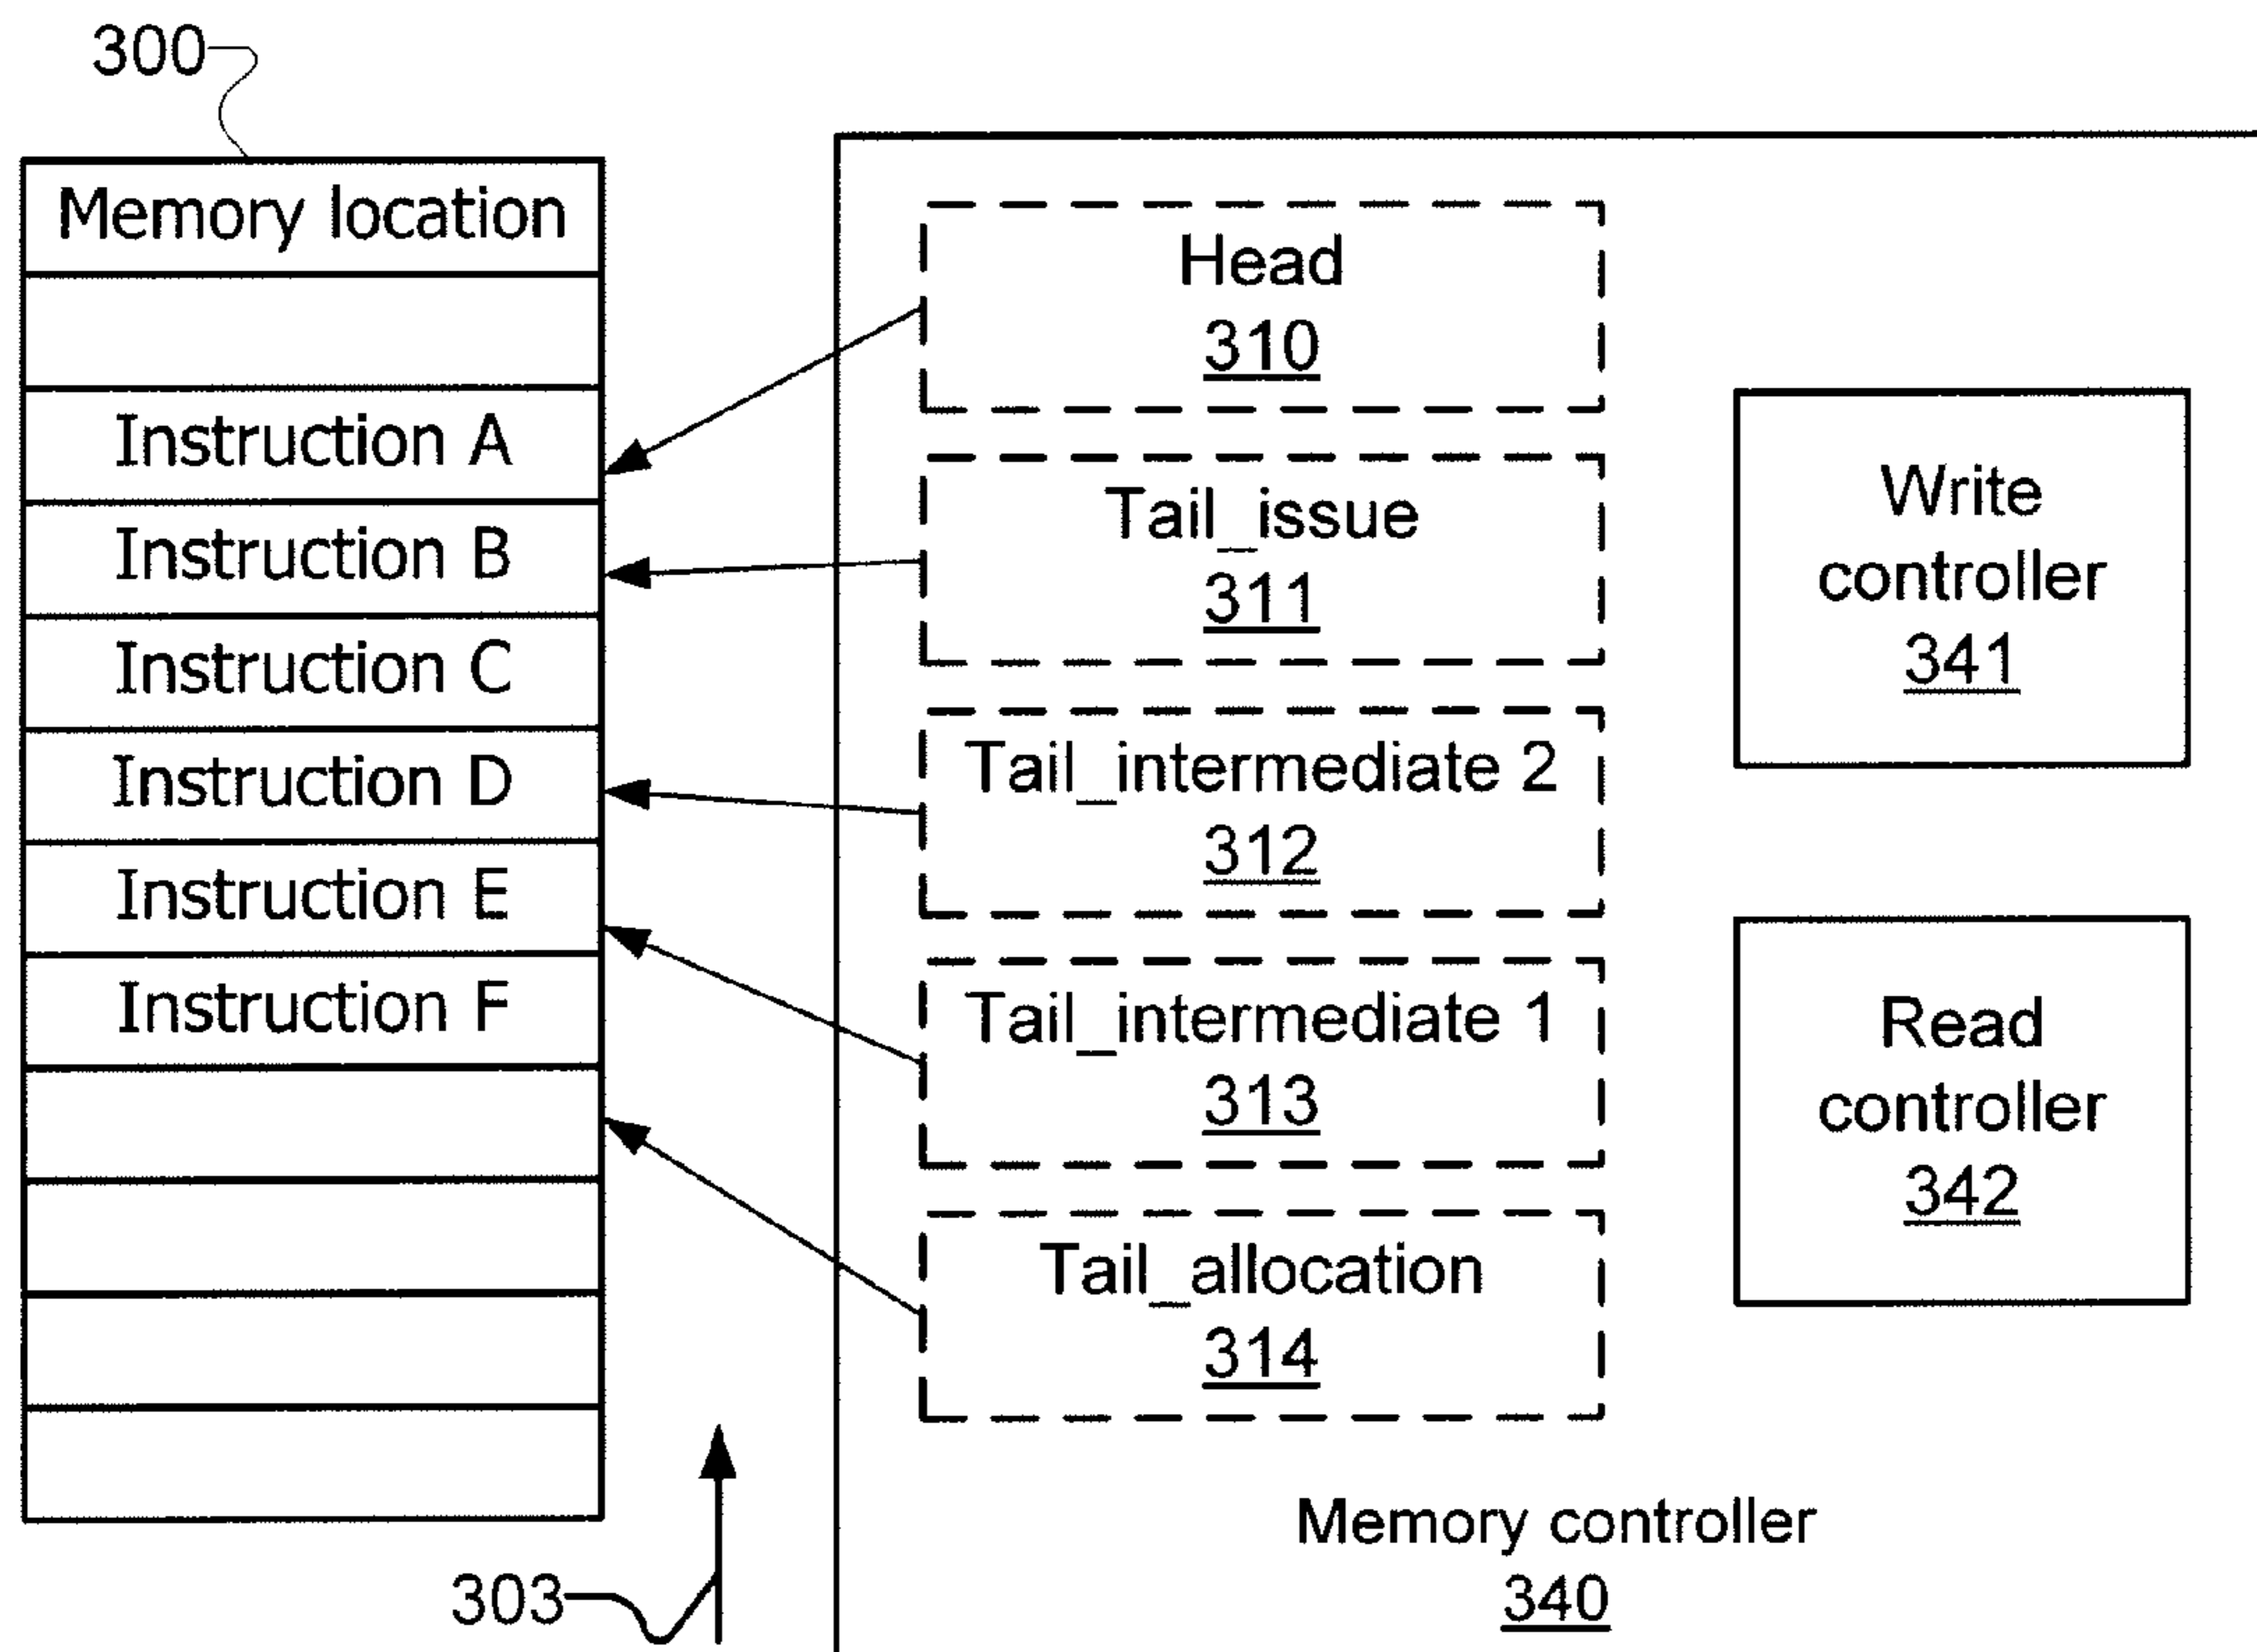 300
Memory location
Instruction A
Instruction B
Instruction C
Instruction D
Instruction E
Instruction F
303
Head
310
Tail_issue
311
Tail_intermediate 2
312
Tail_intermediate 1
313
Tail_allocation
314
Write
controller
341
Read
controller
342
Memory controller
340